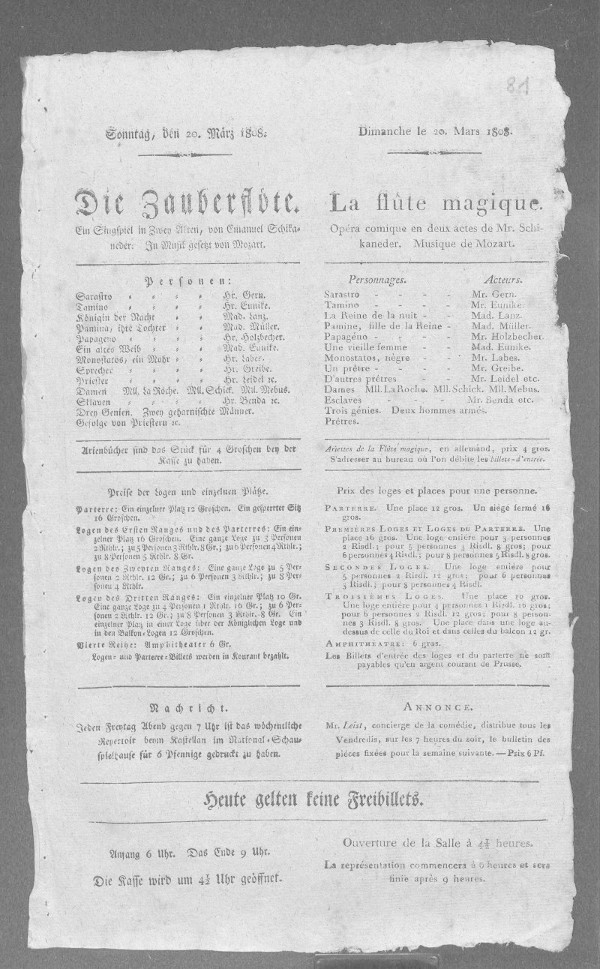 81
Sonntag, den 20. März 1808.
Die Zauberflöte.
Ein Singspiel in Zwey Akten, von Emanuel Schika-
neder. In Musik gesetzt von Mozart.
Personen:
Sarastro Hr. Gern.
Tamino Hr. Eunike.
Königin der Nacht Mad. Lanz.
Pamina, ihre Tochter Mad. Müller.
Papageno Hr. Holzbecher.
Ein altes Weib Mad. Eunike.
Monostatos, ein Mohr Hr. Labes.
Sprecher Hr. Greibe.
Priester Hr. Leidel ꝛc.
Damen Mll. La Roche. Mll. Schick. Mll. Mebus.
Sklaven Hr. Benda ꝛc.
Drey Genien. Zwey geharnischte Männer.
Gefolge von Priestern ꝛc.
Arienbücher sind das Stück für 4 Groschen bey der
Kasse zu haben.
Preise der Logen und einzelnen Plätze.
Parterre: Ein einzelner Platz 12 Groschen. Ein gesperrter Sitz
16 Groschen.
Logen des Ersten Ranges und des Parterres: Ein ein-
zelner Platz 16 Groschen. Eine ganze Loge zu 3 Personen
2 Rthlr.; zu 5 Personen 3 Rthlr. 8 Gr.; zu 6 Personen 4 Rthlr.;
zu 8 Personen 5 Rthlr. 8 Gr.
Logen des Zweyten Ranges: Eine ganze Loge zu 5 Per-
sonen 2 Rthlr. 12 Gr.; zu 6 Personen 3 Rthlr.; zu 8 Per-
sonen 4 Rthlr.
Logen des Dritten Ranges: Ein einzelner Platz 10 Gr.
Eine ganze Loge zu 4 Personen 1 Rthlr. 16 Gr.; zu 6 Per-
sonen 2 Rthlr. 12 Gr.; zu 8 Personen 3 Rthlr. 8 Gr. Ein
einzelner Platz in einer Loge über der Königlichen Loge und
in den Balkon-Logen 12 Groschen.
Vierte Reihe: Amphitheater 6 Gr.
Logen- und Parterre-Billets werden in Kourant bezahlt.
Nachricht.
Jeden Freytag Abend gegen 7 Uhr ist das wöchentliche
Repertoir beym Kastellan im National-Schau-
spielhause für 6 Pfennige gedruckt zu haben.
Dimanche le 20. Mars 1808.
La flûte magique.
Opéra comique en deux actes de Mr. Schi-
kaneder. Musique de Mozart.
Personnages. Acteurs.
Sarastro - - - - Mr. Gern.
Tamino - - - - Mr. Eunike.
La Reine de la nuit - - Mad. Lanz.
Pamine, fille de la Reine - Mad. Müller.
Papagéno - - - - Mr. Holzbecher.
Une vieille femme - - Mad. Eunike.
Monostatos, nègre - - Mr. Labes.
Un prêtre - - - - Mr. Greibe.
D'autres prêtres - - Mr. Leidel etc.
Dames Mll. La Roche. Mll. Schick. Mll. Mebus.
Esclaves - - - Mr. Benda etc.
Trois génies. Deux hommes armés.
Prêtres.
Ariettes de la Flûte magique, en allemand, prix 4 gros.
S'adresser au bureau où l'on débite les billets-d'entrée.
Prix des loges et places pour une personne.
PARTERRE. Une place 12 gros. Un siège fermé 16
gros.
PREMIÈRES LOGES ET LOGES DU PARTERRE. Une
place 16 gros. Une loge entière pour 3 personnes
2 Risdl.; pour 5 personnes 3 Risdl. 8 gros; pour
6 personnes 4 Risdl.; pour 8 personnes 5 Risdl. 8 gros.
SECONDES LOGES. Une loge entière pour
5 personnes 2 Risdl. 12 gros; pour 6 personnes
3 Risdl.; pour 8 personnes 4 Risdl.
TROISIÈMES LOGES. Une place 10 gros.
Une loge entière pour 4 personnes 1 Risdl. 16 gros;
pour 6 personnes 2 Risdl. 12 gros; pour 8 person-
nes 3 Risdl. 8 gros. Une place dans une loge au-
dessus de celle du Roi et dans celles du balcon 12 gr.
AMPHITHÉATRE: 6 gros.
Les Billets d'entrée des loges et du parterre ne sont
payables qu'en argent courant de Prusse.
ANNONCE.
Mr. Leist, concierge de la comédie, distribue tous les
Vendredis, sur les 7 heures du soir, le bulletin des
pièces fixées pour la semaine suivante. — Prix 6 Pf.
Heute gelten keine Freibillets.
Anfang 6 Uhr. Das Ende 9 Uhr.
Die Kasse wird um 4½ Uhr geöffnet.
Ouverture de la Salle à 4½ heures.
La représentation commencera à 6 heures et sera
finie après 9 heures.